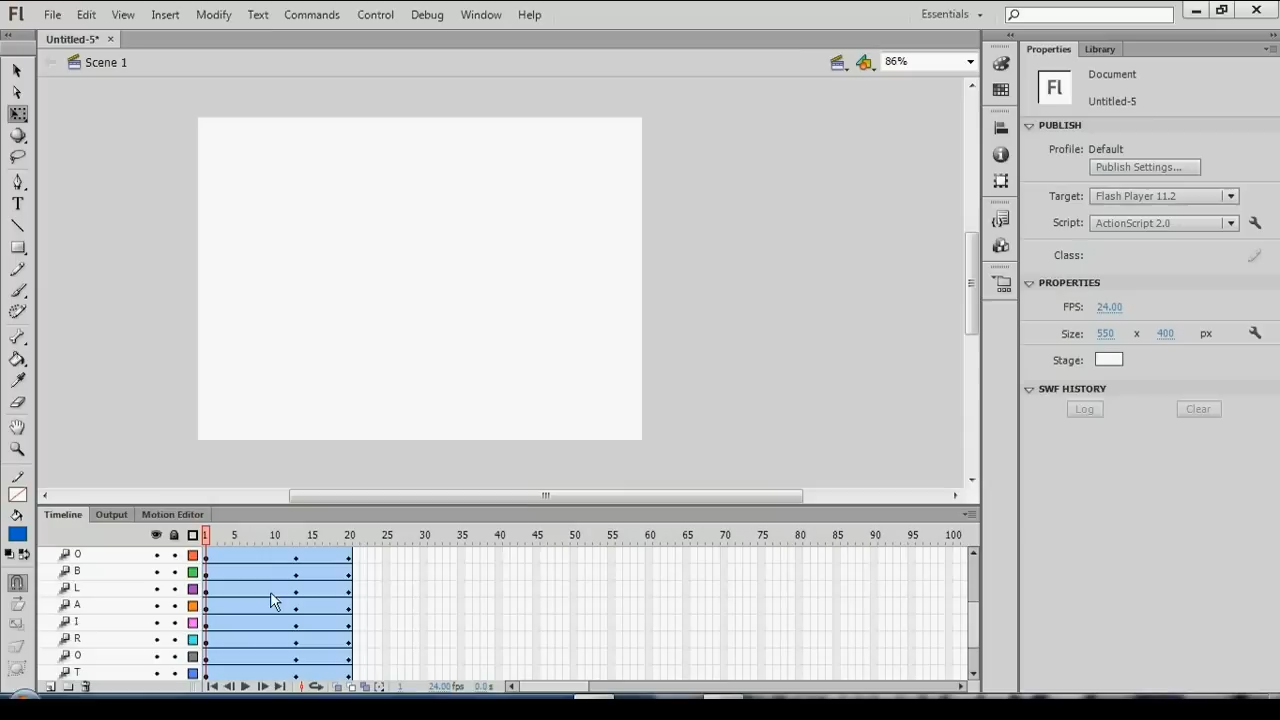 Fl File Edit View Insert Modify Text Commands Control Debug Window Help Essentials
Untitled-5* ×
Scene 1 86%
Properties Library
Fl Document
Untitled-5
PUBLISH
Profile: Default
Publish Settings...
Target: Flash Player 11.2
Script: ActionScript 2.0
Class:
PROPERTIES
FPS: 24.00
Size: 550 x 400 px
Stage:
SWF HISTORY
Log Clear
Timeline Output Motion Editor
1 5 10 15 20 25 30 35 40 45 50 55 60 65 70 75 80 85 90 95 100
O
B
L
A
I
R
O
T
1 24.00fps 0.0s